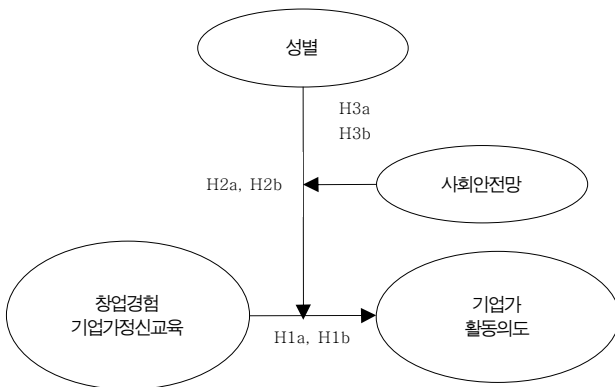 성별
H3a
H3b
H2a, H2b
사회안전망
창업경험
기업가정신교육
기업가
활동의도
H1a, H1b